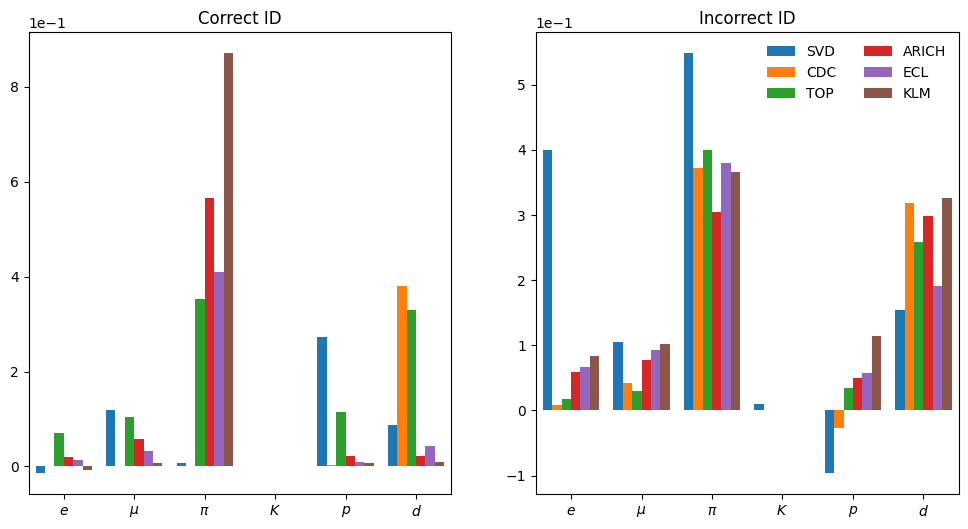 Correct ID
1e−1
8
6
4
2
0
e μ π K p d
Incorrect ID
1e−1
5
4
3
2
1
0
−1
SVD ARICH
CDC ECL
TOP KLM
e μ π K p d